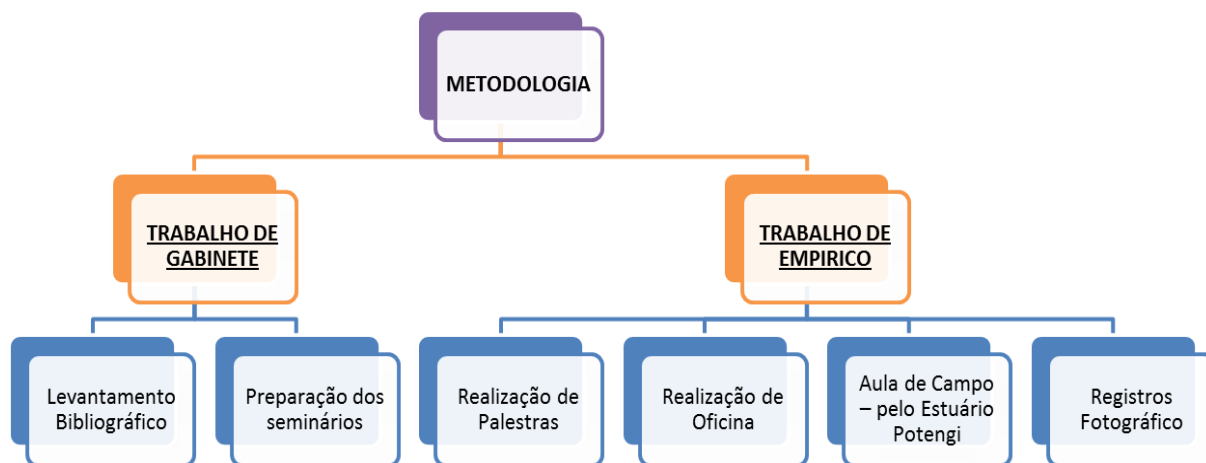 METODOLOGIA
TRABALHO DE
GABINETE
TRABALHO DE
EMPIRICO
Levantamento
Bibliográfico
Preparação dos
seminários
Realização de
Palestras
Realização de
Oficina
Aula de Campo
– pelo Estuário
Potengi
Registros
Fotográfico